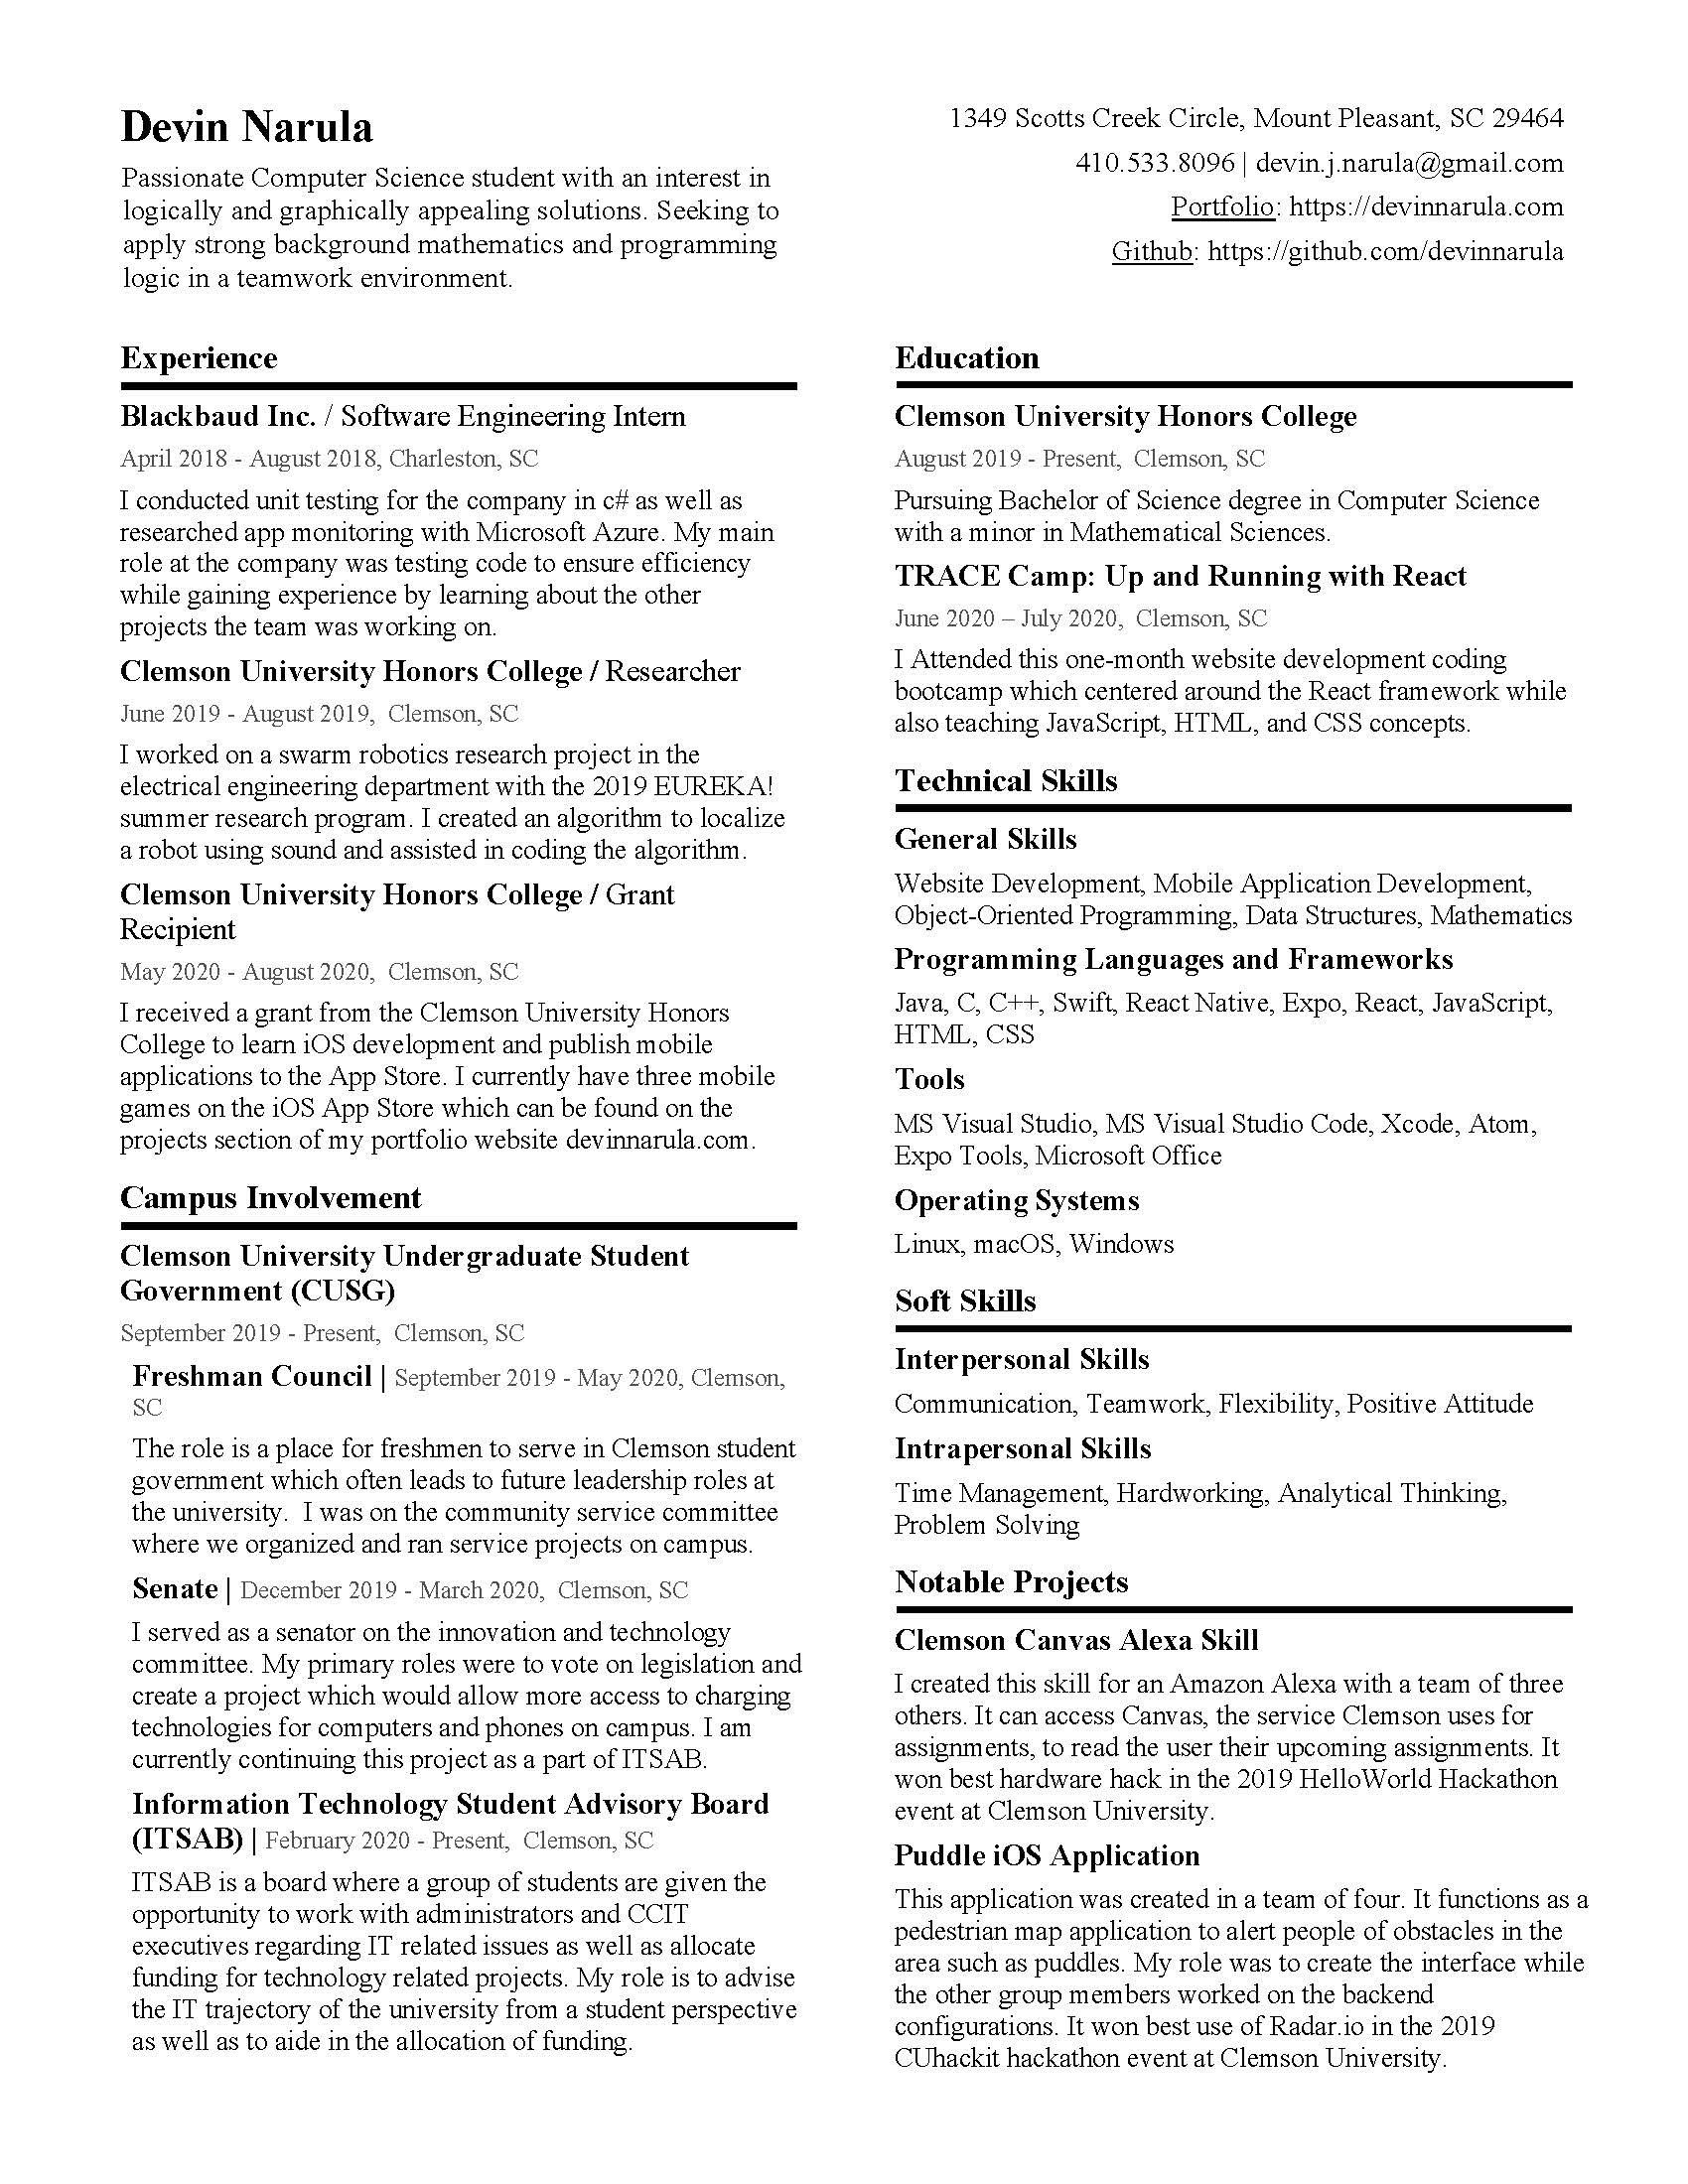 Devin Narula
Passionate Computer Science student with an interest in
logically and graphically appealing solutions. Seeking to
apply strong background mathematics and programming
logic in a teamwork environment.
1349 Scotts Creek Circle, Mount Pleasant, SC 29464
410.533.8096 | devin.j.narula@gmail.com
Portfolio: https://devinnarula.com
Github: https://github.com/devinnarula
Experience
Blackbaud Inc. / Software Engineering Intern
April 2018 - August 2018, Charleston, SC
I conducted unit testing for the company in c# as well as
researched app monitoring with Microsoft Azure. My main
role at the company was testing code to ensure efficiency
while gaining experience by learning about the other
projects the team was working on.
Clemson University Honors College / Researcher
June 2019 - August 2019, Clemson, SC
I worked on a swarm robotics research project in the
electrical engineering department with the 2019 EUREKA!
summer research program. I created an algorithm to localize
a robot using sound and assisted in coding the algorithm.
Clemson University Honors College / Grant
Recipient
May 2020 - August 2020, Clemson, SC
I received a grant from the Clemson University Honors
College to learn iOS development and publish mobile
applications to the App Store. I currently have three mobile
games on the iOS App Store which can be found on the
projects section of my portfolio website devinnarula.com.
Campus Involvement
Clemson University Undergraduate Student
Government (CUSG)
September 2019 - Present, Clemson, SC
Freshman Council | September 2019 - May 2020, Clemson,
SC
The role is a place for freshmen to serve in Clemson student
government which often leads to future leadership roles at
the university. I was on the community service committee
where we organized and ran service projects on campus.
Senate | December 2019 - March 2020, Clemson, SC
I served as a senator on the innovation and technology
committee. My primary roles were to vote on legislation and
create a project which would allow more access to charging
technologies for computers and phones on campus. I am
currently continuing this project as a part of ITSAB.
Information Technology Student Advisory Board
(ITSAB) | February 2020 - Present, Clemson, SC
ITSAB is a board where a group of students are given the
opportunity to work with administrators and CCIT
executives regarding IT related issues as well as allocate
funding for technology related projects. My role is to advise
the IT trajectory of the university from a student perspective
as well as to aide in the allocation of funding.
Education
Clemson University Honors College
August 2019 - Present, Clemson, SC
Pursuing Bachelor of Science degree in Computer Science
with a minor in Mathematical Sciences.
TRACE Camp: Up and Running with React
June 2020 – July 2020, Clemson, SC
I Attended this one-month website development coding
bootcamp which centered around the React framework while
also teaching JavaScript, HTML, and CSS concepts.
Technical Skills
General Skills
Website Development, Mobile Application Development,
Object-Oriented Programming, Data Structures, Mathematics
Programming Languages and Frameworks
Java, C, C++, Swift, React Native, Expo, React, JavaScript,
HTML, CSS
Tools
MS Visual Studio, MS Visual Studio Code, Xcode, Atom,
Expo Tools, Microsoft Office
Operating Systems
Linux, macOS, Windows
Soft Skills
Interpersonal Skills
Communication, Teamwork, Flexibility, Positive Attitude
Intrapersonal Skills
Time Management, Hardworking, Analytical Thinking,
Problem Solving
Notable Projects
Clemson Canvas Alexa Skill
I created this skill for an Amazon Alexa with a team of three
others. It can access Canvas, the service Clemson uses for
assignments, to read the user their upcoming assignments. It
won best hardware hack in the 2019 HelloWorld Hackathon
event at Clemson University.
Puddle iOS Application
This application was created in a team of four. It functions as a
pedestrian map application to alert people of obstacles in the
area such as puddles. My role was to create the interface while
the other group members worked on the backend
configurations. It won best use of Radar.io in the 2019
CUhackit hackathon event at Clemson University.